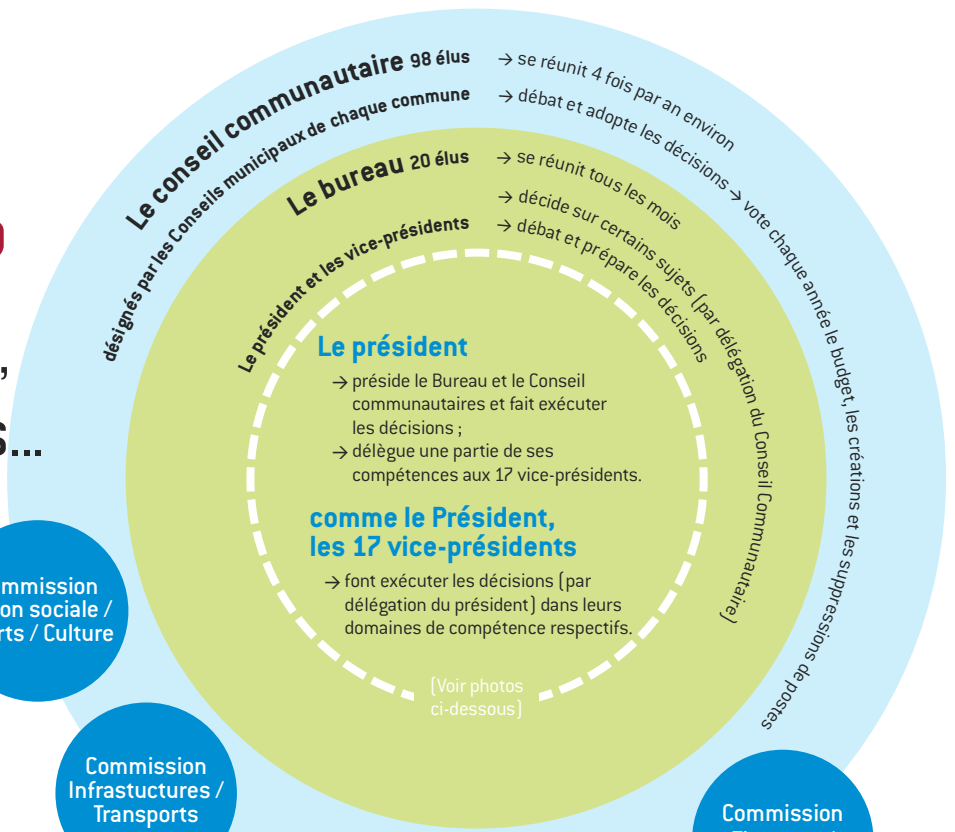 Le conseil communautaire 98 élus
désignés par les Conseils municipaux de chaque commune
→ se réunit 4 fois par an environ
→ débat et adopte les décisions → vote chaque année le budget, les créations et les suppressions de postes
Le bureau 20 élus
Le président et les vice-présidents
→ se réunit tous les mois
→ décide sur certains sujets (par délégation du Conseil Communautaire)
→ débat et prépare les décisions
Le président
→ préside le Bureau et le Conseil
communautaires et fait exécuter
les décisions ;
→ délègue une partie de ses
compétences aux 17 vice-présidents.
comme le Président,
les 17 vice-présidents
→ font exécuter les décisions (par
délégation du président) dans leurs
domaines de compétence respectifs.
(Voir photos
ci-dessous)
sociale /
/ Culture
Commission
Infrastuctures /
Transports
Commission